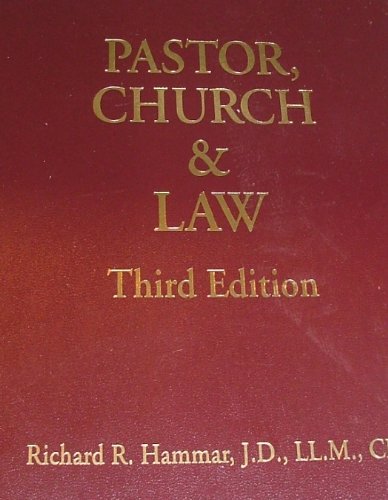 PASTOR,
CHURCH
&
LAW
Third Edition
Richard R. Hammar, J.D., LL.M.,